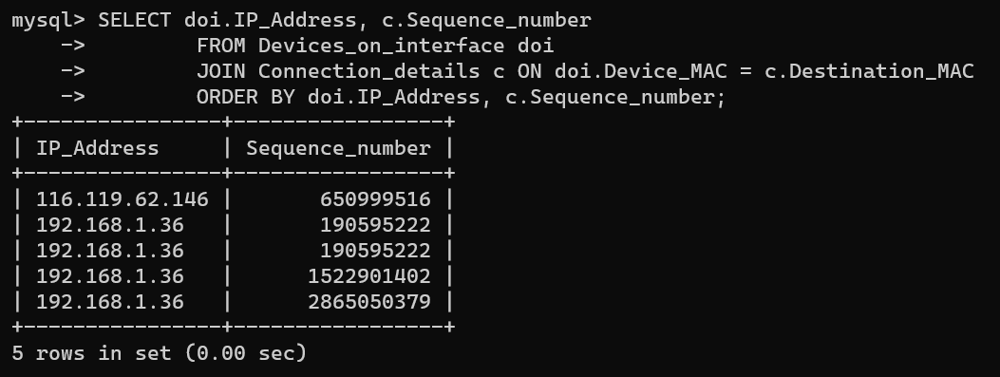 mysql> SELECT doi.IP_Address, c.Sequence_number
    ->         FROM Devices_on_interface doi
    ->         JOIN Connection_details c ON doi.Device_MAC = c.Destination_MAC
    ->         ORDER BY doi.IP_Address, c.Sequence_number;
+----------------+-----------------+
| IP_Address     | Sequence_number |
+----------------+-----------------+
| 116.119.62.146 |       650999516 |
| 192.168.1.36   |       190595222 |
| 192.168.1.36   |       190595222 |
| 192.168.1.36   |      1522901402 |
| 192.168.1.36   |      2865050379 |
+----------------+-----------------+
5 rows in set (0.00 sec)